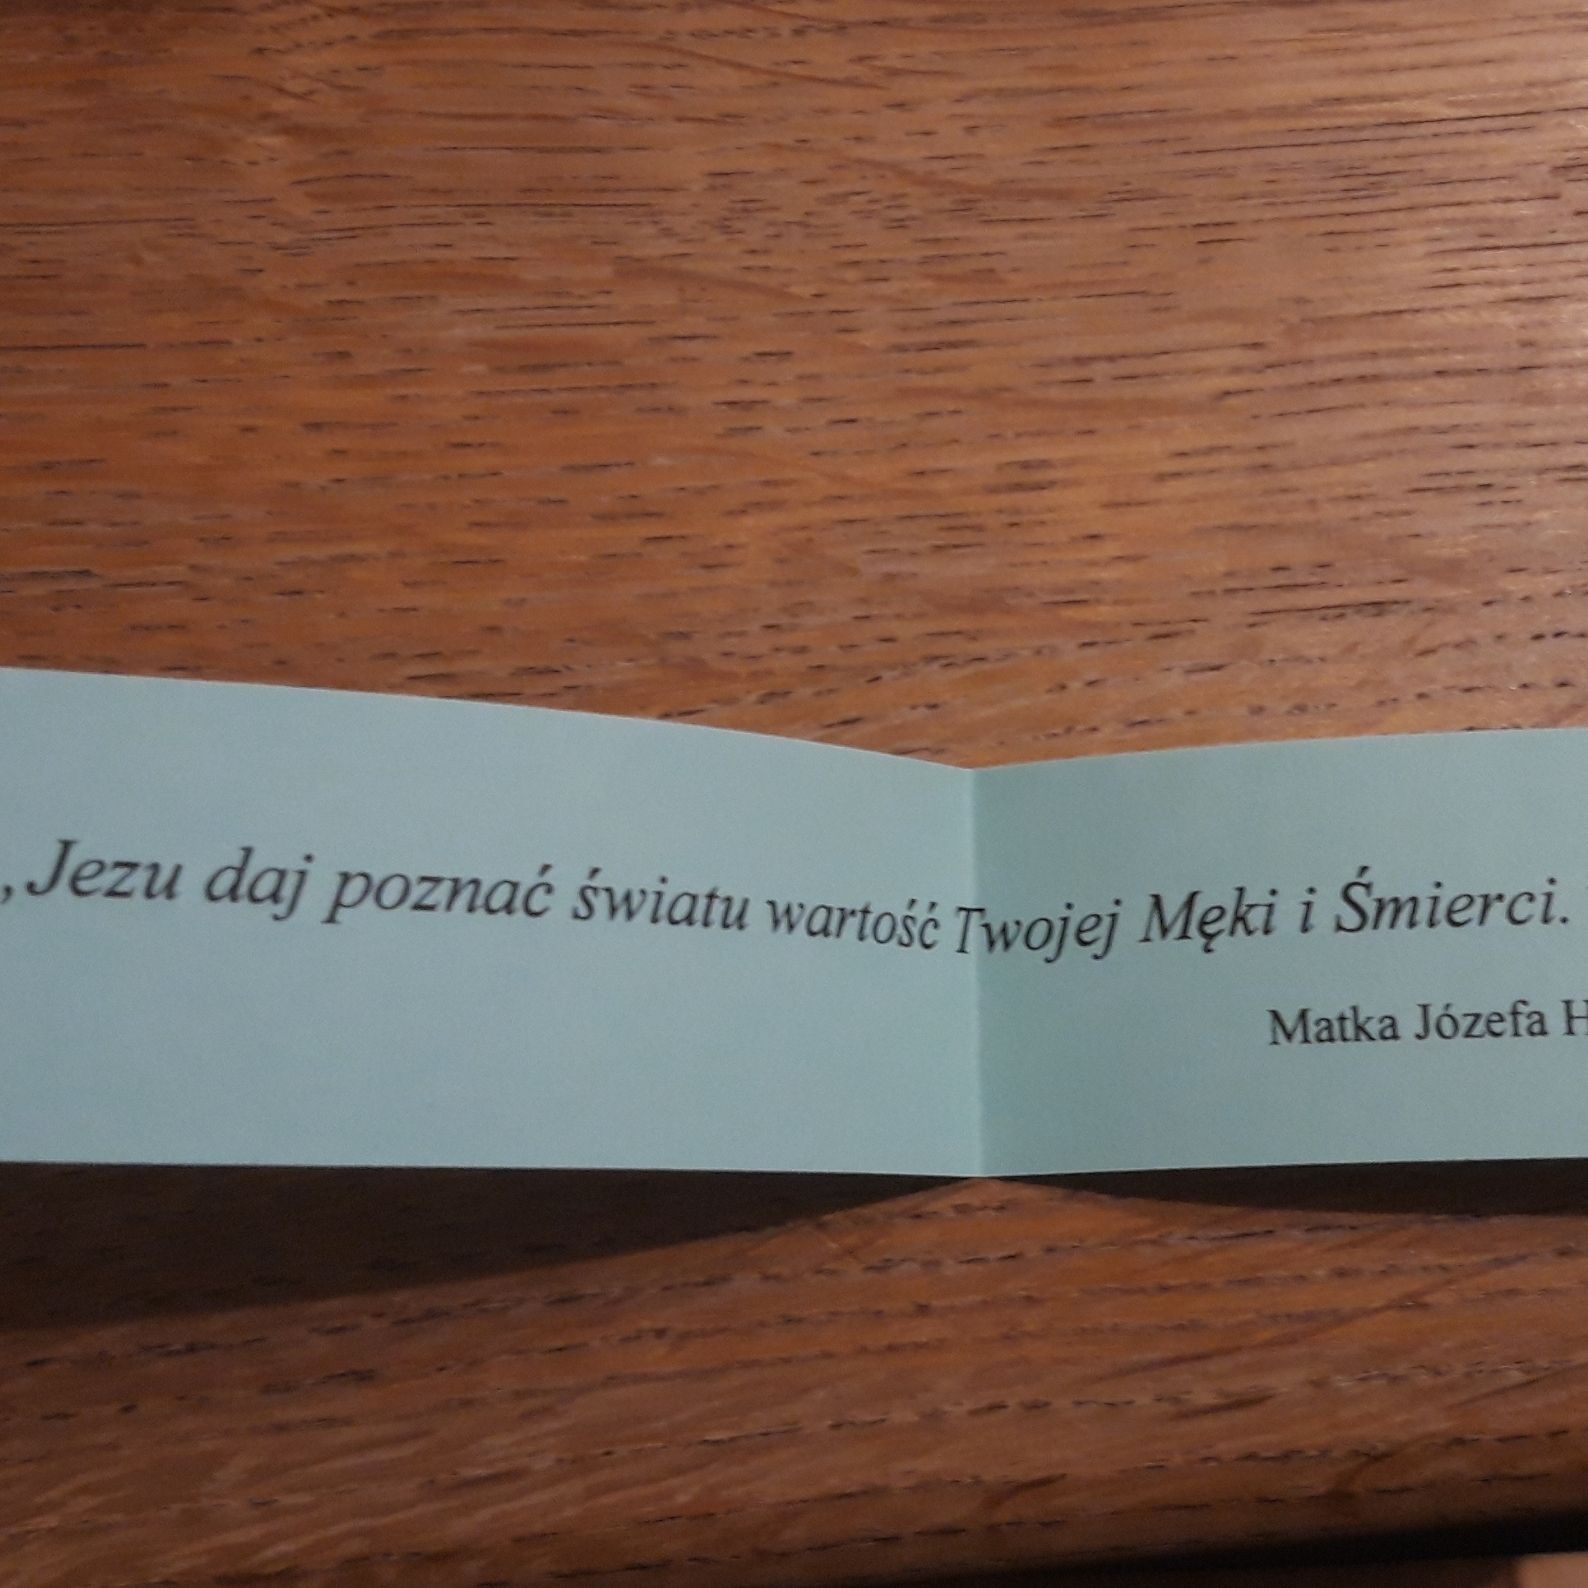 „Jezu daj poznać światu wartość Twojej Męki i Śmierci.
Matka Józefa H